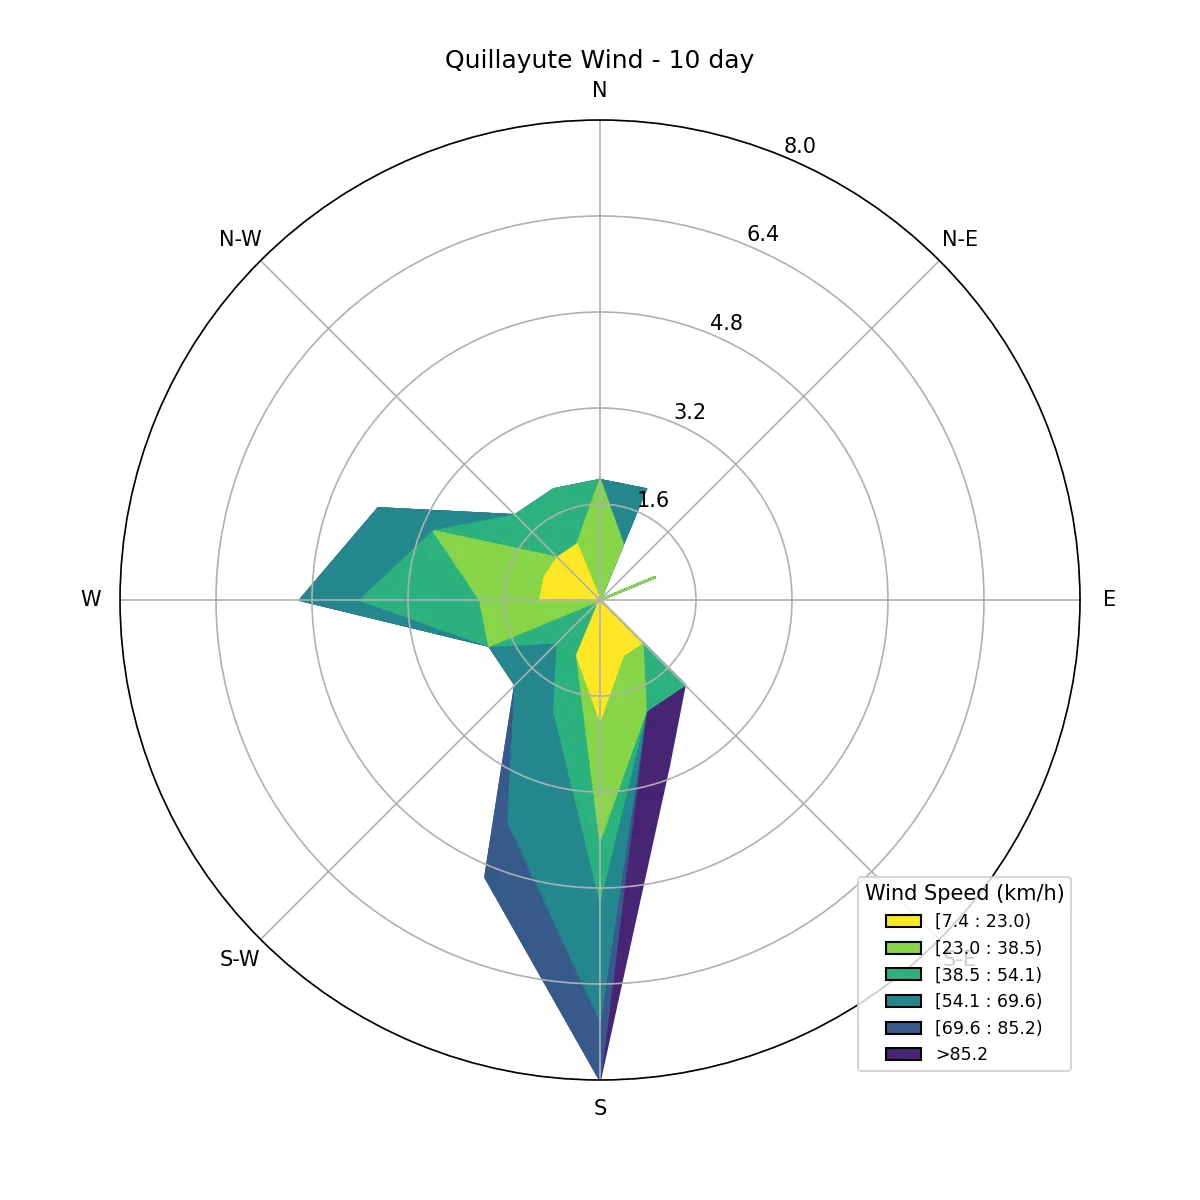 Quillayute Wind - 10 day
N
8.0
N-W
6.4
N-E
4.8
3.2
1.6
W
E
Wind Speed (km/h)
[7.4 : 23.0)
[23.0 : 38.5)
S-W
S-E
[38.5 : 54.1)
[54.1 : 69.6)
[69.6 : 85.2)
>85.2
S